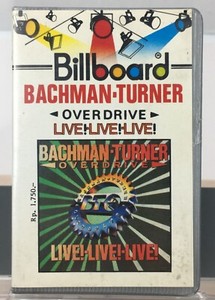 Billboard
BACHMAN-TURNER
OVERDRIVE
LIVE!-LIVE!-LIVE!
BACHMAN-TURNER
OVERDRIVE
BTO
LIVE!-LIVE!-LIVE!
Rp. 1.750,-